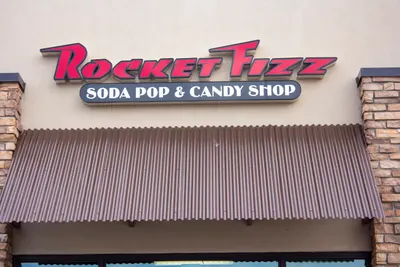 ROCKET FIZZ
SODA POP & CANDY SHOP